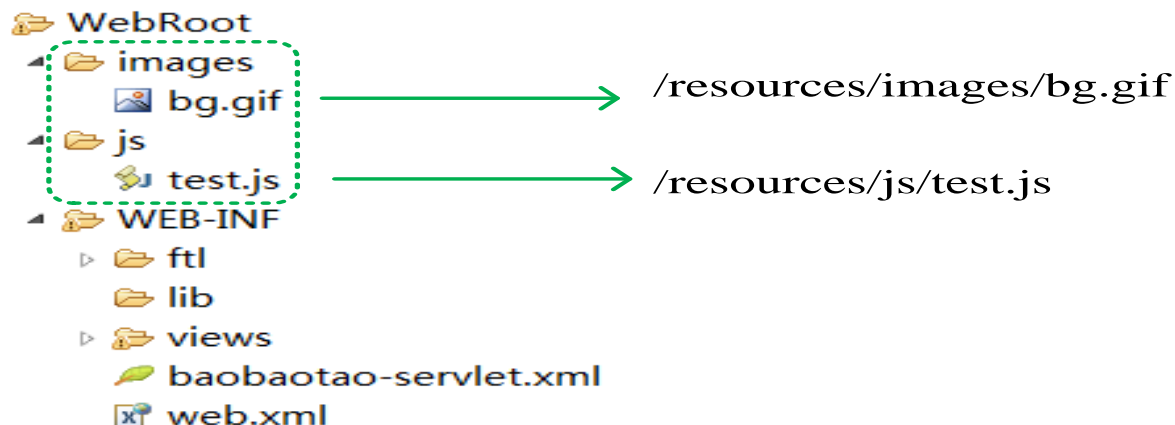 WebRoot
images
bg.gif
/resources/images/bg.gif
js
test.js
/resources/js/test.js
WEB-INF
ftl
lib
views
baobaotao-servlet.xml
web.xml